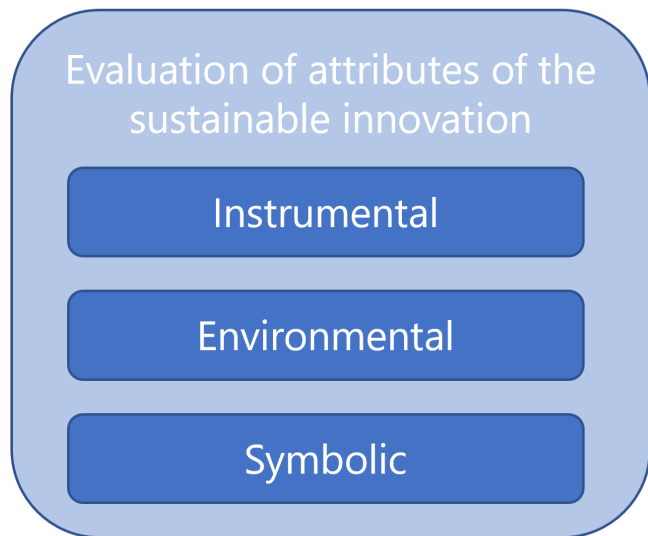 Evaluation of attributes of the
sustainable innovation
Instrumental
Environmental
Symbolic